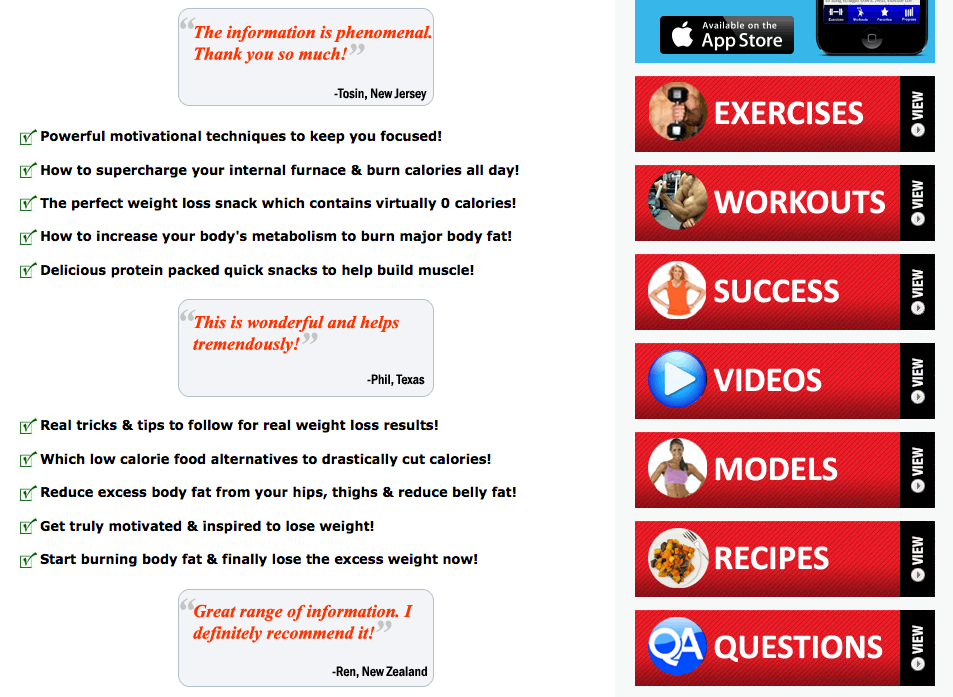 “The information is phenomenal.
Thank you so much!”
-Tosin, New Jersey
Powerful motivational techniques to keep you focused!
How to supercharge your internal furnace & burn calories all day!
The perfect weight loss snack which contains virtually 0 calories!
How to increase your body's metabolism to burn major body fat!
Delicious protein packed quick snacks to help build muscle!
“This is wonderful and helps
tremendously!”
-Phil, Texas
Real tricks & tips to follow for real weight loss results!
Which low calorie food alternatives to drastically cut calories!
Reduce excess body fat from your hips, thighs & reduce belly fat!
Get truly motivated & inspired to lose weight!
Start burning body fat & finally lose the excess weight now!
“Great range of information. I
definitely recommend it!”
-Ren, New Zealand
Available on the
App Store
Exercises Workouts Favorites Progress
EXERCISES VIEW
WORKOUTS VIEW
SUCCESS VIEW
VIDEOS VIEW
MODELS VIEW
RECIPES VIEW
QA QUESTIONS VIEW